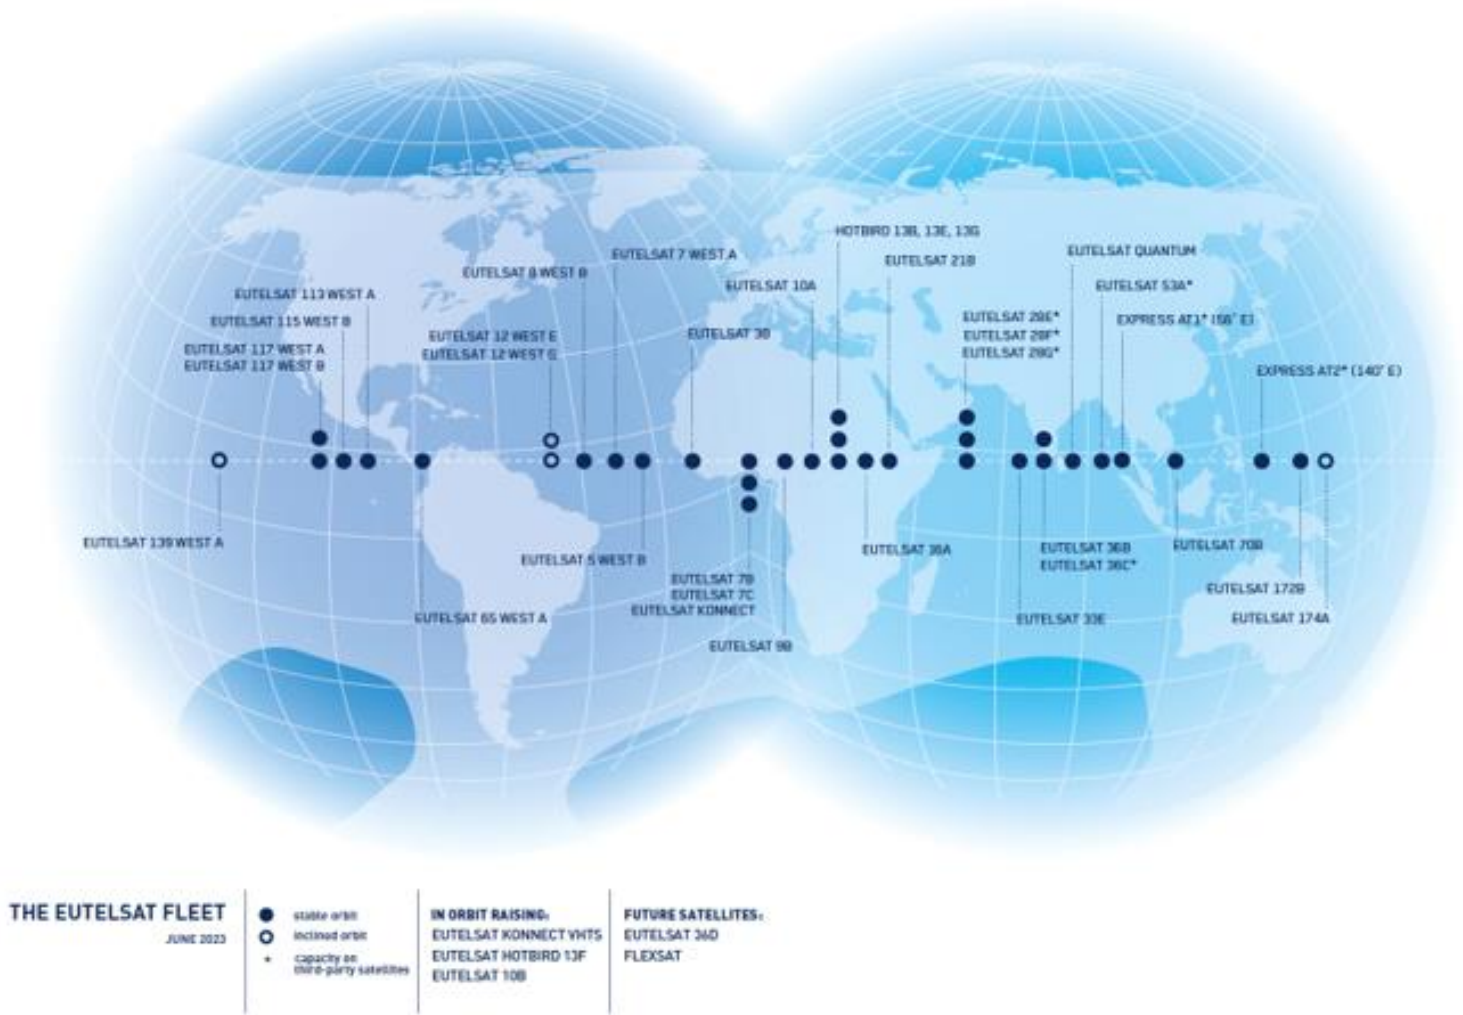 HOTBIRD 13B, 13E, 13G
EUTELSAT 7 WEST A
EUTELSAT QUANTUM
EUTELSAT 21B
EUTELSAT 8 WEST B
EUTELSAT 10A
EUTELSAT 53A*
EUTELSAT 113 WEST A
EUTELSAT 115 WEST B
EUTELSAT 28E*
EXPRESS AT1* (56° E)
EUTELSAT 12 WEST E
EUTELSAT 3B
EUTELSAT 28F*
EUTELSAT 117 WEST A
EUTELSAT 12 WEST G
EUTELSAT 28G*
EUTELSAT 117 WEST B
EXPRESS AT2* (140° E)
EUTELSAT 139 WEST A
EUTELSAT 5 WEST B
EUTELSAT 16A
EUTELSAT 36B
EUTELSAT 36C*
EUTELSAT 70B
EUTELSAT 7B
EUTELSAT 7C
EUTELSAT KONNECT
EUTELSAT 172B
EUTELSAT 65 WEST A
EUTELSAT 33E
EUTELSAT 174A
EUTELSAT 9B
THE EUTELSAT FLEET
JUNE 2023
stable orbit
inclined orbit
* capacity on
third-party satellites
IN ORBIT RAISING:
EUTELSAT KONNECT VHTS
EUTELSAT HOTBIRD 13F
EUTELSAT 10B
FUTURE SATELLITES:
EUTELSAT 36D
FLEXSAT